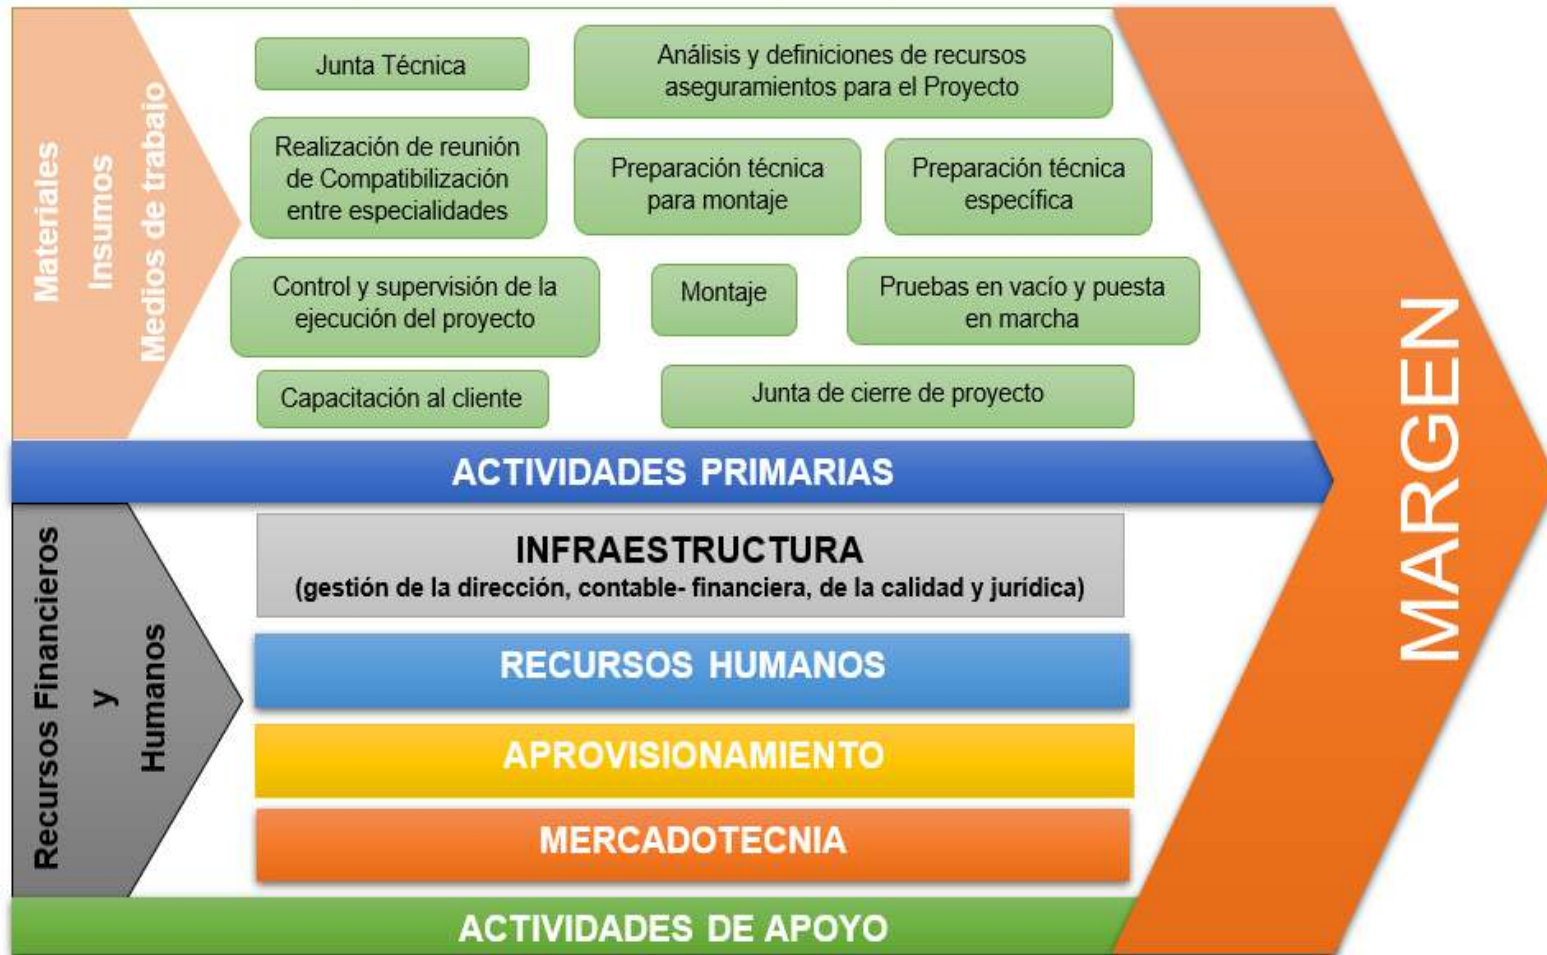 Materiales
Insumos
Medios de trabajo
Junta Técnica
Análisis y definiciones de recursos
aseguramientos para el Proyecto
Realización de reunión
de Compatibilización
entre especialidades
Preparación técnica
para montaje
Preparación técnica
específica
Control y supervisión de la
ejecución del proyecto
Montaje
Pruebas en vacío y puesta
en marcha
Capacitación al cliente
Junta de cierre de proyecto
ACTIVIDADES PRIMARIAS
Recursos Financieros
y
Humanos
INFRAESTRUCTURA
(gestión de la dirección, contable- financiera, de la calidad y jurídica)
RECURSOS HUMANOS
APROVISIONAMIENTO
MERCADOTECNIA
ACTIVIDADES DE APOYO
MARGEN